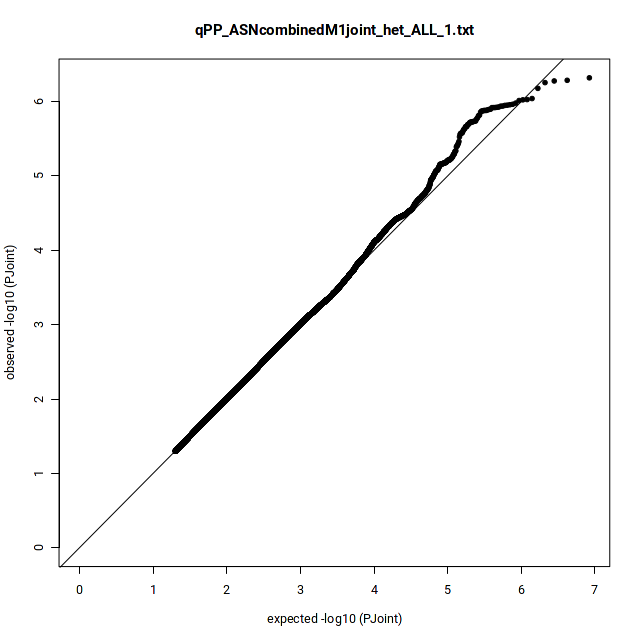 qPP_ASNcombinedM1joint_het_ALL_1.txt
observed -log10 (PJoint)
6
5
4
3
2
1
0
0 1 2 3 4 5 6 7
expected -log10 (PJoint)